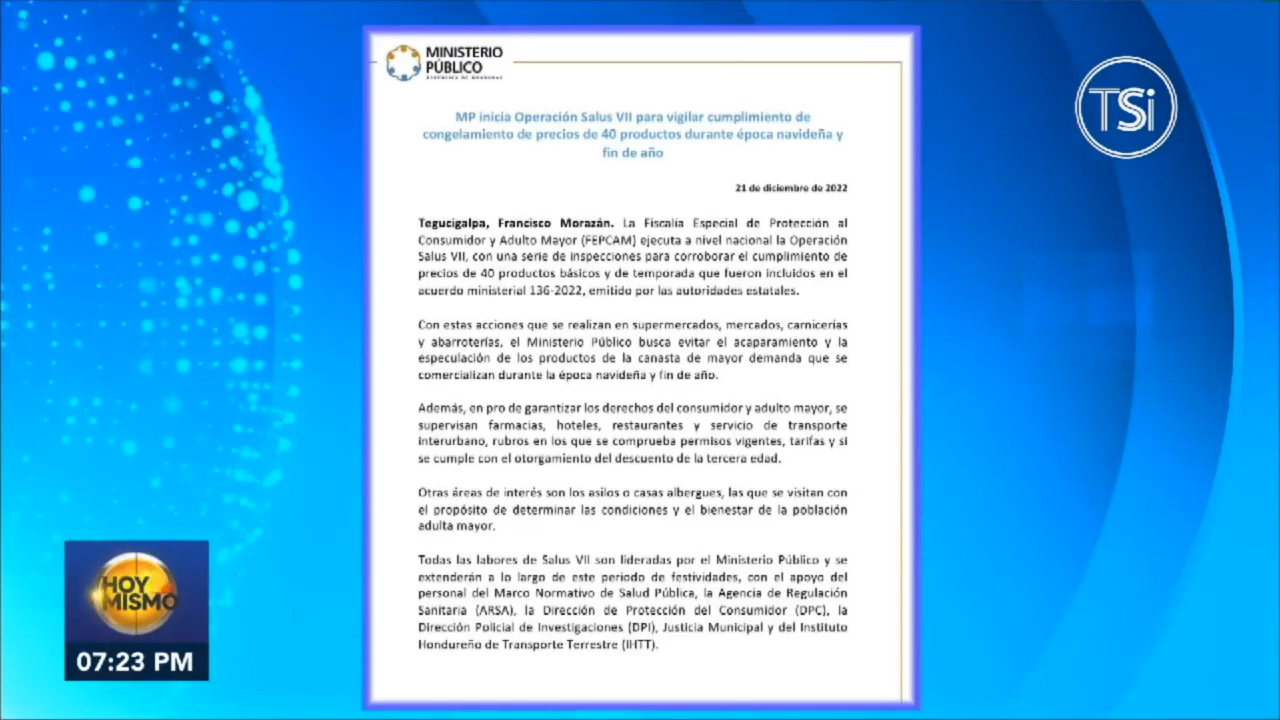 MINISTERIO
PÚBLICO
REPÚBLICA DE HONDURAS
TSi
MP inicia Operación Salus VII para vigilar cumplimiento de
congelamiento de precios de 40 productos durante época navideña y
fin de año
21 de diciembre de 2022
Tegucigalpa, Francisco Morazán. La Fiscalía Especial de Protección al
Consumidor y Adulto Mayor (FEPCAM) ejecuta a nivel nacional la Operación
Salus VII, con una serie de inspecciones para corroborar el cumplimiento de
precios de 40 productos básicos y de temporada que fueron incluidos en el
acuerdo ministerial 136-2022, emitido por las autoridades estatales.
Con estas acciones que se realizan en supermercados, mercados, carnicerías
y abarroterías, el Ministerio Público busca evitar el acaparamiento y la
especulación de los productos de la canasta de mayor demanda que se
comercializan durante la época navideña y fin de año.
Además, en pro de garantizar los derechos del consumidor y adulto mayor, se
supervisan farmacias, hoteles, restaurantes y servicio de transporte
interurbano, rubros en los que se comprueba permisos vigentes, tarifas y si
se cumple con el otorgamiento del descuento de la tercera edad.
Otras áreas de interés son los asilos o casas albergues, las que se visitan con
el propósito de determinar las condiciones y el bienestar de la población
adulta mayor.
Todas las labores de Salus VII son lideradas por el Ministerio Público y se
extenderán a lo largo de este periodo de festividades, con el apoyo del
personal del Marco Normativo de Salud Pública, la Agencia de Regulación
Sanitaria (ARSA), la Dirección de Protección del Consumidor (DPC), la
Dirección Policial de Investigaciones (DPI), Justicia Municipal y del Instituto
Hondureño de Transporte Terrestre (IHTT).
HOY
MISMO
07:23 PM